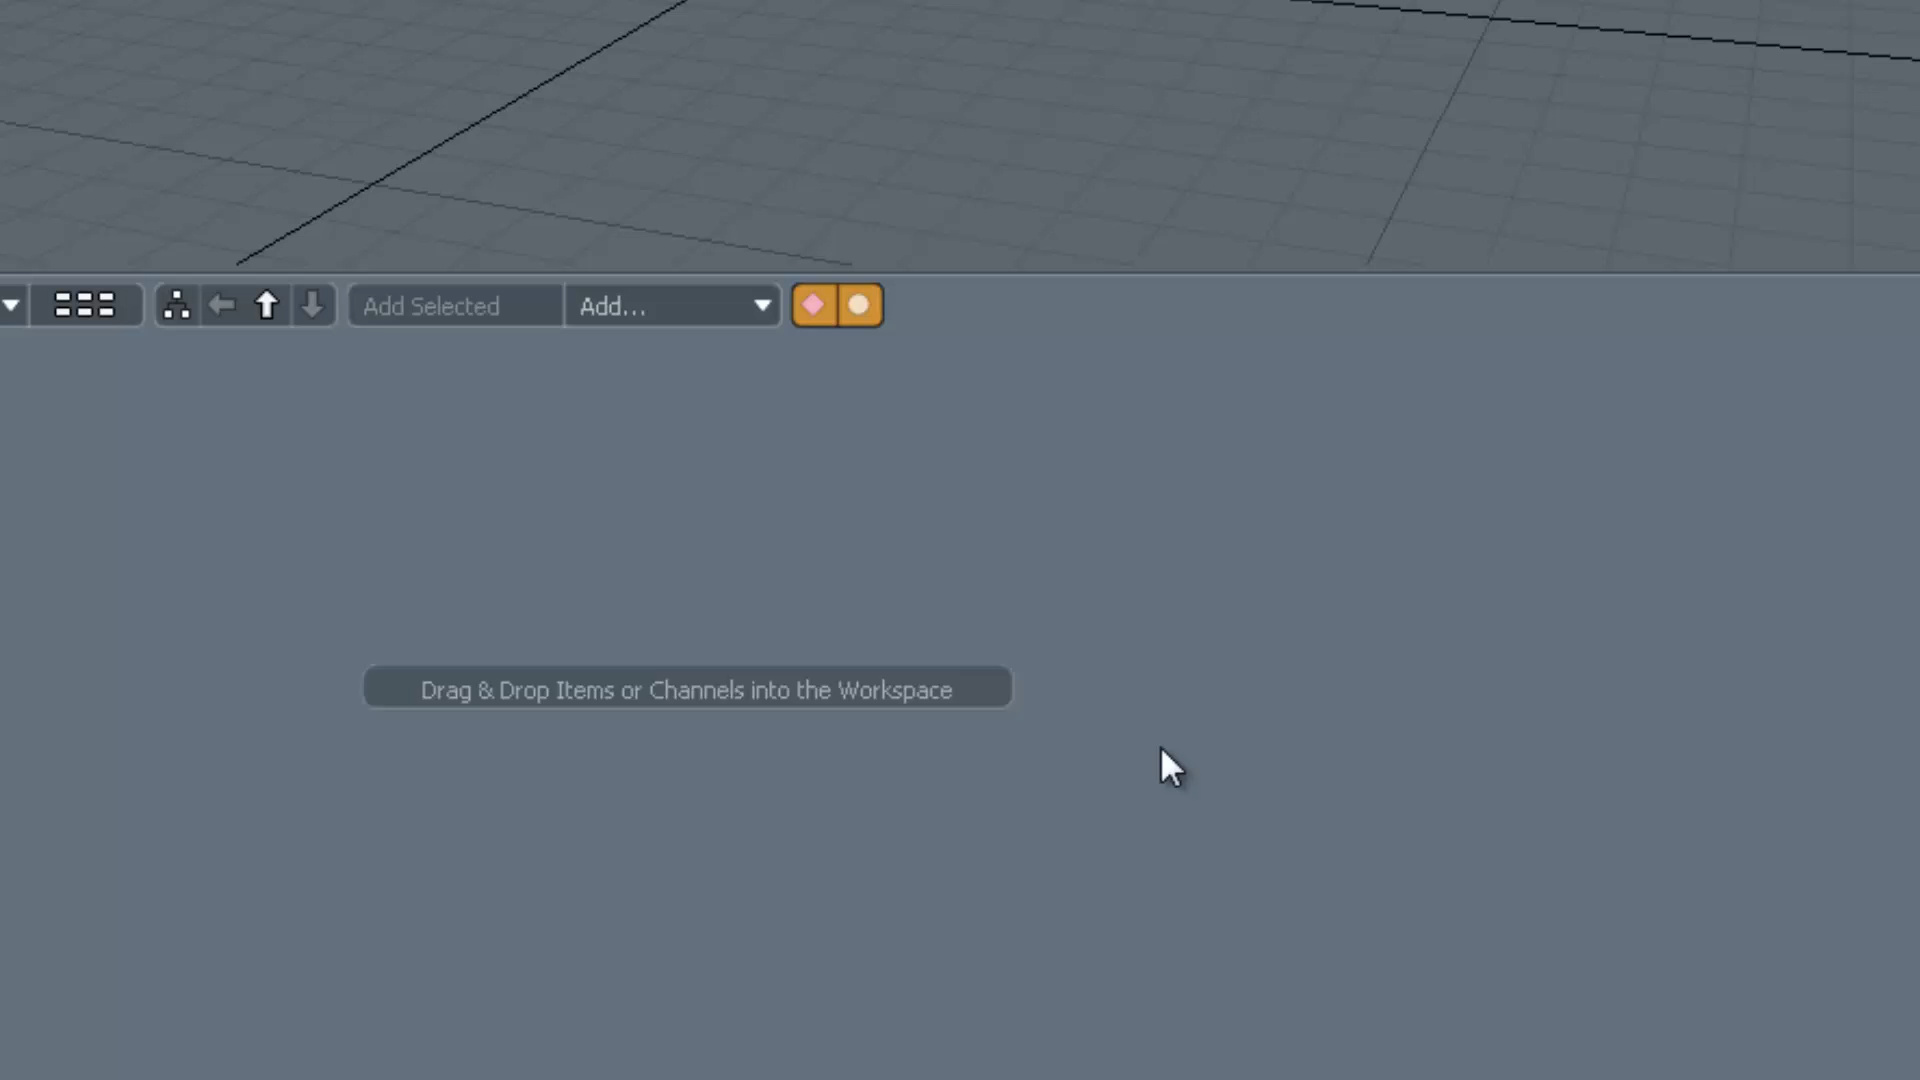 Add Selected
Add...
Drag & Drop Items or Channels into the Workspace